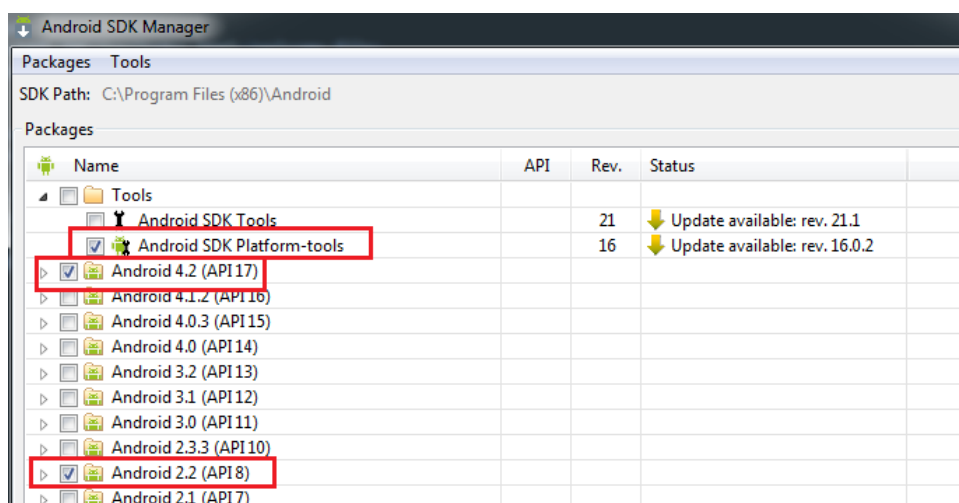 Android SDK Manager
Packages Tools
SDK Path: C:\Program Files (x86)\Android
Packages
Name API Rev. Status
Tools
Android SDK Tools 21 Update available: rev. 21.1
Android SDK Platform-tools 16 Update available: rev. 16.0.2
Android 4.2 (API 17)
Android 4.1.2 (API 16)
Android 4.0.3 (API 15)
Android 4.0 (API 14)
Android 3.2 (API 13)
Android 3.1 (API 12)
Android 3.0 (API 11)
Android 2.3.3 (API 10)
Android 2.2 (API 8)
Android 2.1 (API 7)